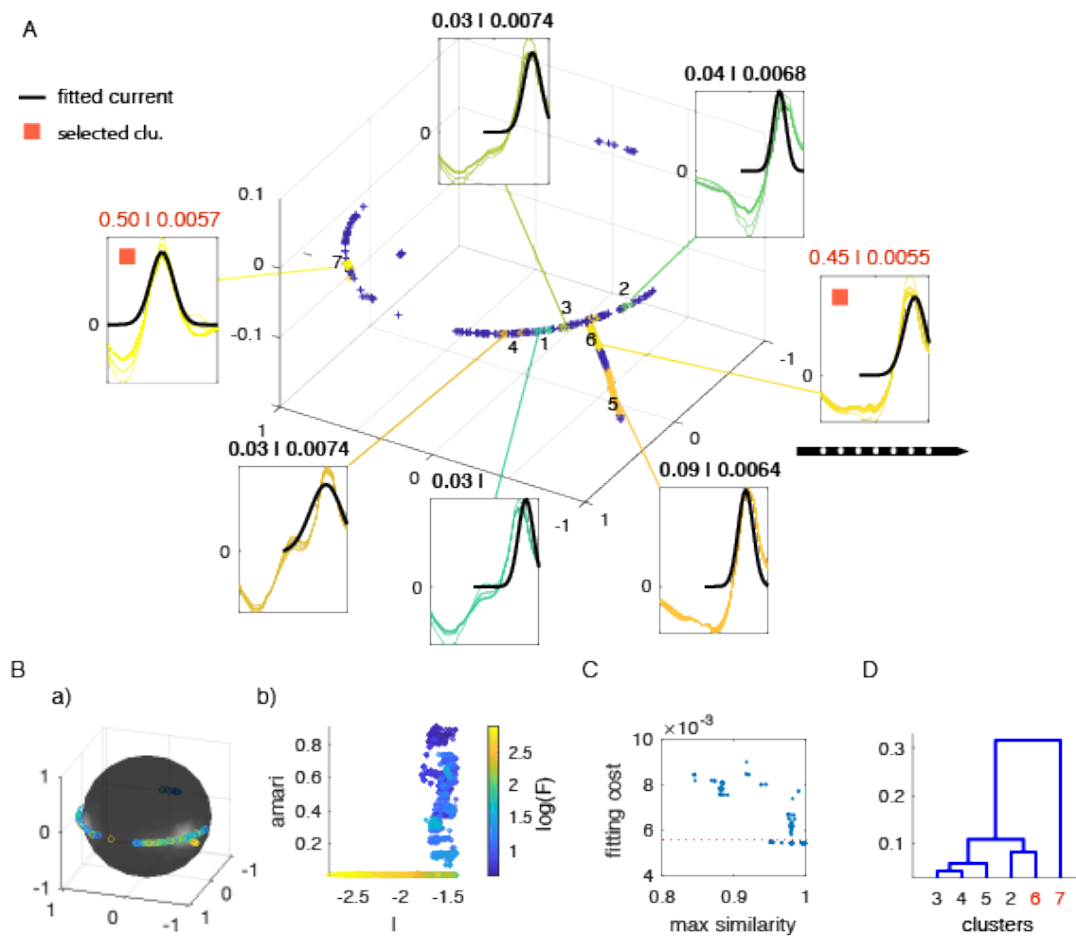 A
0.03 | 0.0074
0.04 | 0.0068
fitted current
selected clu.
0
0
0.1
0.50 | 0.0057
0
0.45 | 0.0055
7
0
-0.1
2
3
6
4
1
5
-1
0
0
1
0
0
-1
1
0.03 | 0.0074
0.03 |
0.09 | 0.0064
0
0
0
B
a)
b)
C
D
1
0
-1
1
0
-1
1
0
-1
amari
0.8
0.6
0.4
0.2
-2.5
-2
-1.5
l
2.5
2
1.5
1
log(F)
×10⁻³
10
8
6
4
fitting cost
0.8
0.9
1
max similarity
0.3
0.2
0.1
3 4 5 2 6 7
clusters